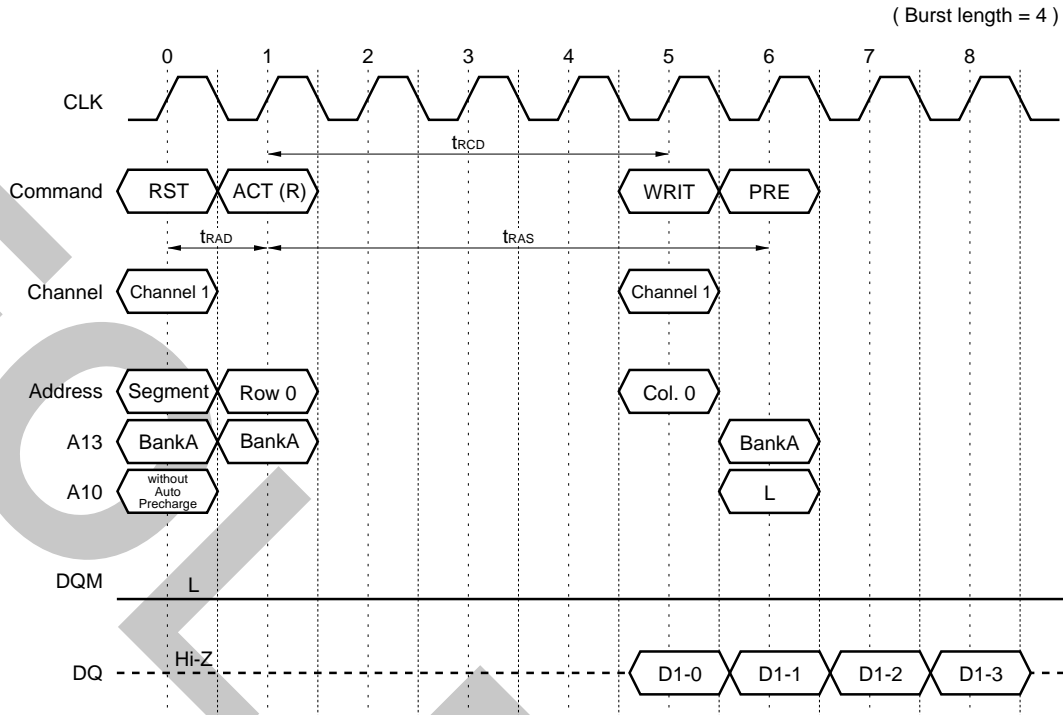 ( Burst length = 4 )
0 1 2 3 4 5 6 7 8
CLK
tRCD
Command RST ACT (R) WRIT PRE
tRAD tRAS
Channel Channel 1 Channel 1
Address Segment Row 0 Col. 0
A13 BankA BankA BankA
A10 without Auto Precharge L
DQM L
DQ Hi-Z D1-0 D1-1 D1-2 D1-3